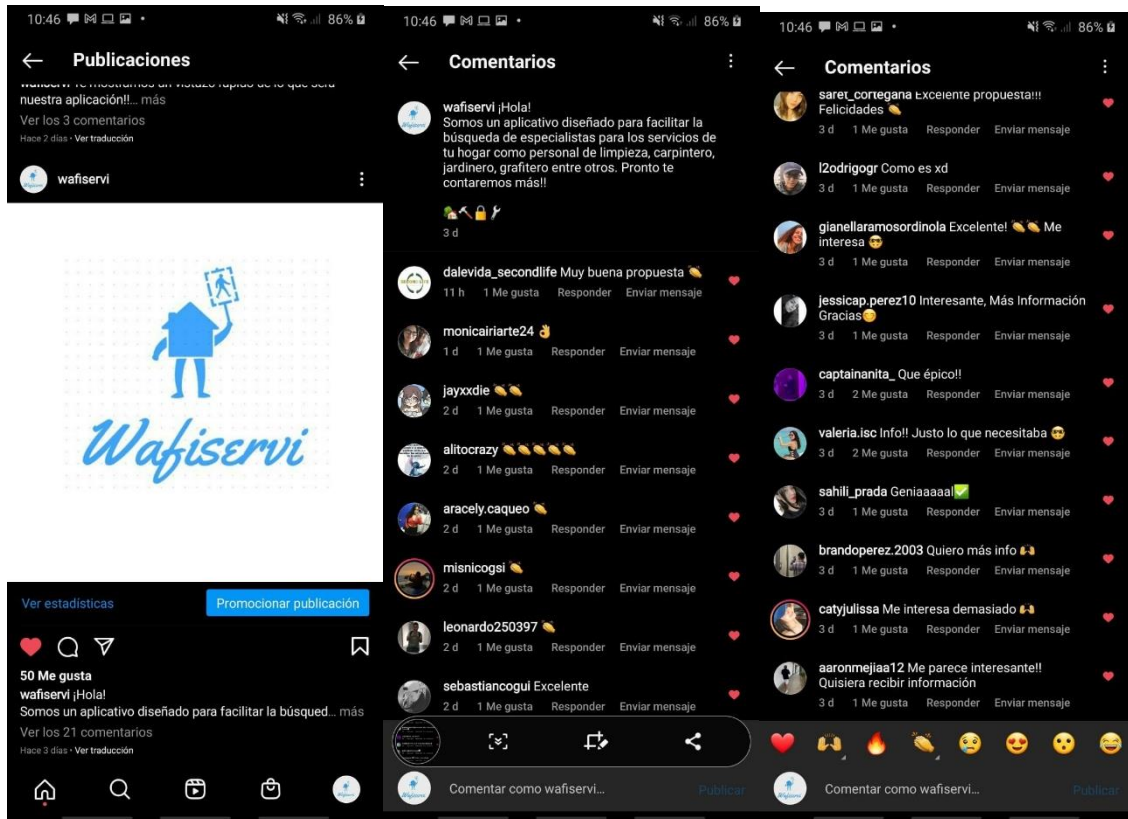 10:46
86%
Publicaciones
wafiservi Te mostramos un vistazo rápido de lo que será
nuestra aplicación!!... más
Ver los 3 comentarios
Hace 2 días · Ver traducción
wafiservi
Wafiservi
Ver estadísticas
Promocionar publicación
50 Me gusta
wafiservi ¡Hola!
Somos un aplicativo diseñado para facilitar la búsqued... más
Ver los 21 comentarios
Hace 3 días · Ver traducción
10:46
86%
Comentarios
wafiservi ¡Hola!
Somos un aplicativo diseñado para facilitar la
búsqueda de especialistas para los servicios de
tu hogar como personal de limpieza, carpintero,
jardinero, grafitero entre otros. Pronto te
contaremos más!!
🏡🔨🔒🔧
3 d
dalevida_secondlife Muy buena propuesta 👏
11 h 1 Me gusta Responder Enviar mensaje
monicairiarte24 👌
1 d 1 Me gusta Responder Enviar mensaje
jayxxdie 👏👏
2 d 1 Me gusta Responder Enviar mensaje
alitocrazy 👏👏👏👏👏
2 d 1 Me gusta Responder Enviar mensaje
aracely.caqueo 👏
2 d 1 Me gusta Responder Enviar mensaje
misnicogsi 👏
2 d 1 Me gusta Responder Enviar mensaje
leonardo250397 👏
2 d 1 Me gusta Responder Enviar mensaje
sebastiancogui Excelente
2 d 1 Me gusta Responder Enviar mensaje
Comentar como wafiservi...
Publicar
10:46
86%
Comentarios
saret_cortegana Excelente propuesta!!!
Felicidades 👏
3 d 1 Me gusta Responder Enviar mensaje
l2odrigogr Como es xd
3 d 1 Me gusta Responder Enviar mensaje
gianellaramosordinola Excelente! 👏👏 Me
interesa 😎
3 d 1 Me gusta Responder Enviar mensaje
jessicap.perez10 Interesante, Más Información
Gracias😊
3 d 1 Me gusta Responder Enviar mensaje
captainanita_ Que épico!!
3 d 2 Me gusta Responder Enviar mensaje
valeria.isc Info!! Justo lo que necesitaba 😎
3 d 2 Me gusta Responder Enviar mensaje
sahili_prada Geniaaaaal✅
3 d 1 Me gusta Responder Enviar mensaje
brandoperez.2003 Quiero más info 🙌
3 d 1 Me gusta Responder Enviar mensaje
catyjulissa Me interesa demasiado 🙌
3 d 1 Me gusta Responder Enviar mensaje
aaronmejiaa12 Me parece interesante!!
Quisiera recibir información
3 d 1 Me gusta Responder Enviar mensaje
Comentar como wafiservi...
Publicar